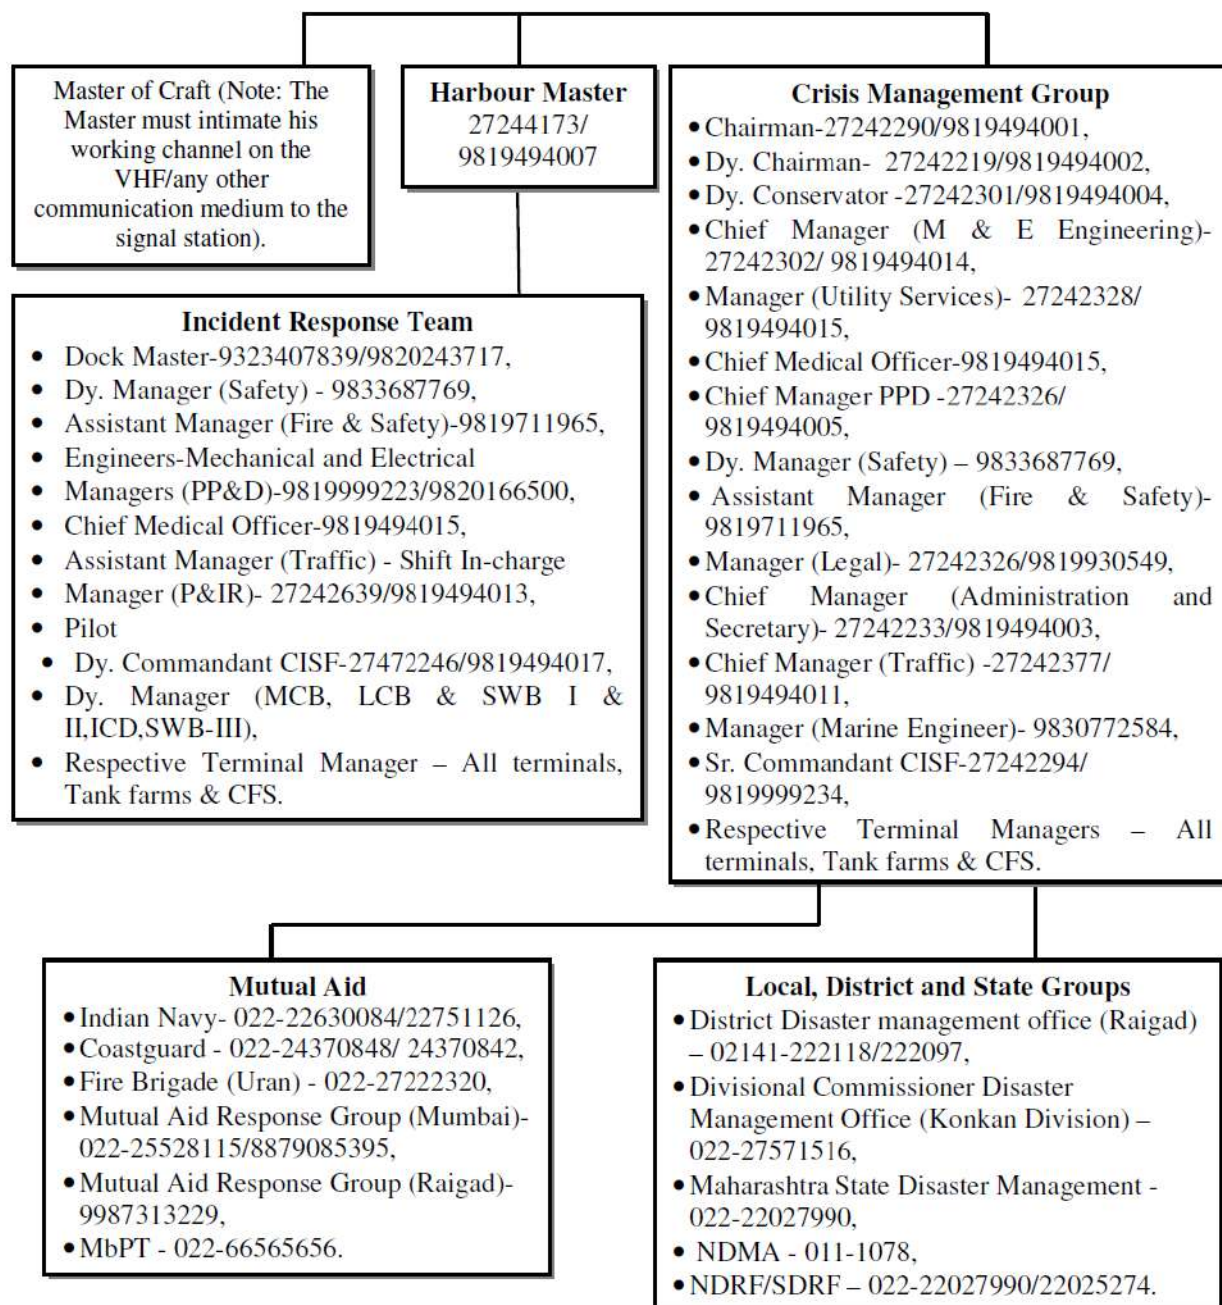 Master of Craft (Note: The
Master must intimate his
working channel on the
VHF/any other
communication medium to the
signal station).
Harbour Master
27244173/
9819494007
Incident Response Team
• Dock Master-9323407839/9820243717,
• Dy. Manager (Safety) - 9833687769,
• Assistant Manager (Fire & Safety)-9819711965,
• Engineers-Mechanical and Electrical
• Managers (PP&D)-9819999223/9820166500,
• Chief Medical Officer-9819494015,
• Assistant Manager (Traffic) - Shift In-charge
• Manager (P&IR)- 27242639/9819494013,
• Pilot
• Dy. Commandant CISF-27472246/9819494017,
• Dy. Manager (MCB, LCB & SWB I &
II,ICD,SWB-III),
• Respective Terminal Manager – All terminals,
Tank farms & CFS.
Crisis Management Group
• Chairman-27242290/9819494001,
• Dy. Chairman- 27242219/9819494002,
• Dy. Conservator -27242301/9819494004,
• Chief Manager (M & E Engineering)-
27242302/ 9819494014,
• Manager (Utility Services)- 27242328/
9819494015,
• Chief Medical Officer-9819494015,
• Chief Manager PPD -27242326/
9819494005,
• Dy. Manager (Safety) – 9833687769,
• Assistant Manager (Fire & Safety)-
9819711965,
• Manager (Legal)- 27242326/9819930549,
• Chief Manager (Administration and
Secretary)- 27242233/9819494003,
• Chief Manager (Traffic) -27242377/
9819494011,
• Manager (Marine Engineer)- 9830772584,
• Sr. Commandant CISF-27242294/
9819999234,
• Respective Terminal Managers – All
terminals, Tank farms & CFS.
Mutual Aid
• Indian Navy- 022-22630084/22751126,
• Coastguard - 022-24370848/ 24370842,
• Fire Brigade (Uran) - 022-27222320,
• Mutual Aid Response Group (Mumbai)-
022-25528115/8879085395,
• Mutual Aid Response Group (Raigad)-
9987313229,
• MbPT - 022-66565656.
Local, District and State Groups
• District Disaster management office (Raigad)
– 02141-222118/222097,
• Divisional Commissioner Disaster
Management Office (Konkan Division) –
022-27571516,
• Maharashtra State Disaster Management -
022-22027990,
• NDMA - 011-1078,
• NDRF/SDRF – 022-22027990/22025274.